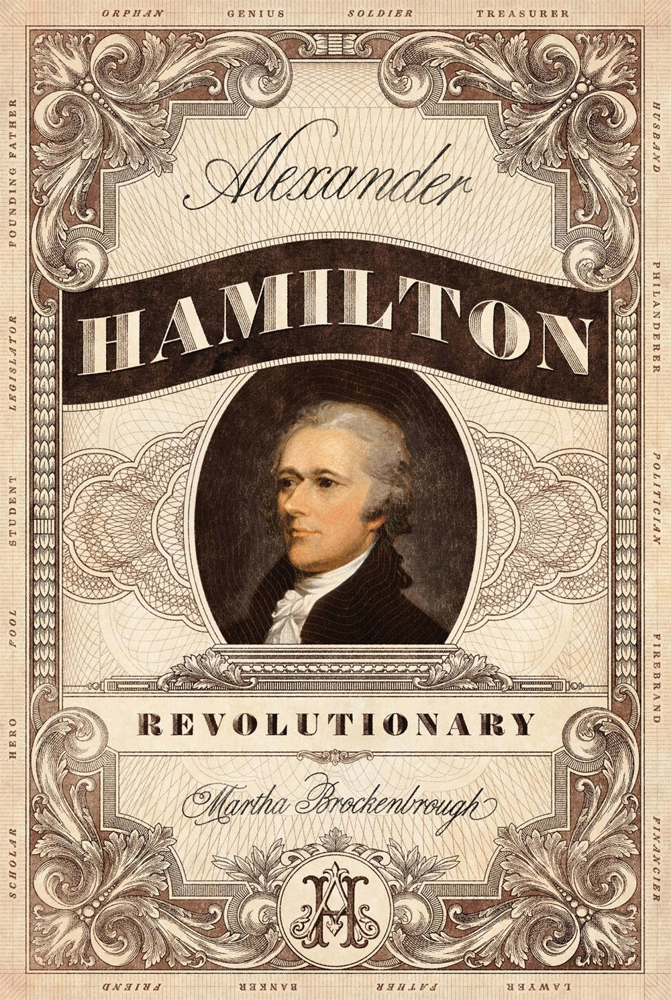 ORPHAN GENIUS SOLDIER TREASURER
Alexander
HAMILTON
REVOLUTIONARY
Martha Brockenbrough
AH
HUSBAND
PHILANDERER
POLITICIAN
FIREBRAND
FINANCIER
LAWYER
FATHER
BANKER
FRIEND
SCHOLAR
HERO
FOOL
STUDENT
LEGISLATOR
FOUNDING FATHER